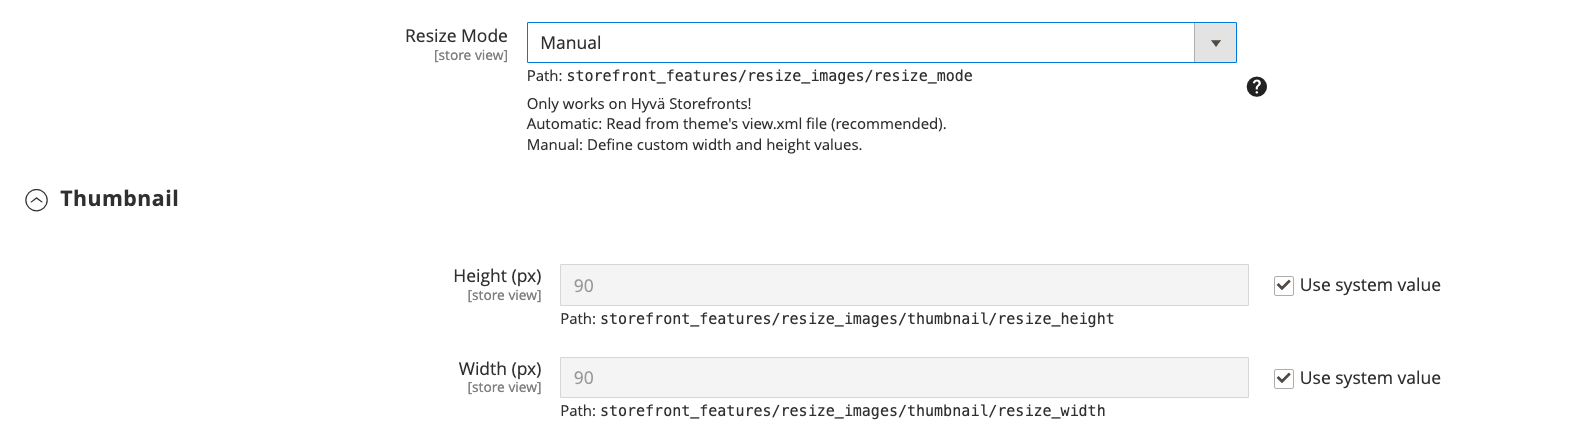 Resize Mode
[store view]
Manual
Path: storefront_features/resize_images/resize_mode
?
Only works on Hyvä Storefronts!
Automatic: Read from theme's view.xml file (recommended).
Manual: Define custom width and height values.
Thumbnail
Height (px)
[store view]
90
Use system value
Path: storefront_features/resize_images/thumbnail/resize_height
Width (px)
[store view]
90
Use system value
Path: storefront_features/resize_images/thumbnail/resize_width